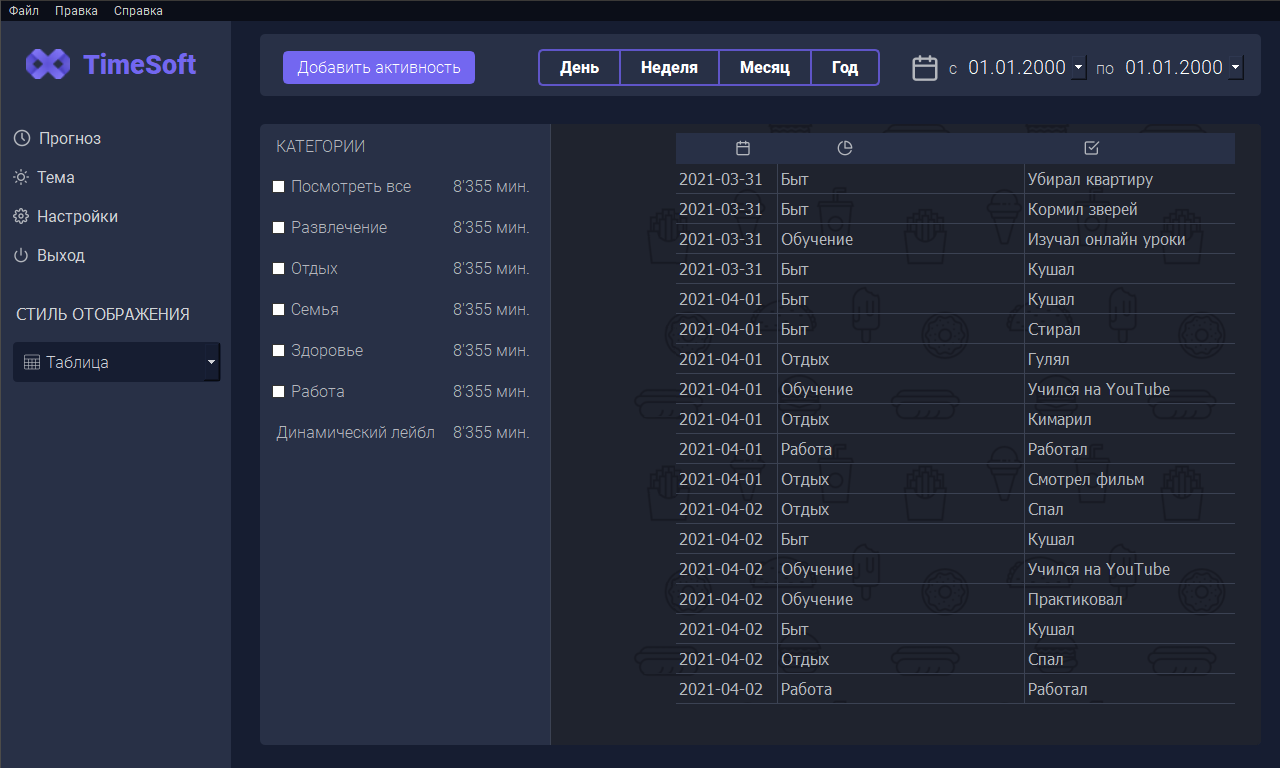 Файл Правка Справка
TimeSoft
Прогноз
Тема
Настройки
Выход
СТИЛЬ ОТОБРАЖЕНИЯ
Таблица
Добавить активность
День Неделя Месяц Год
с 01.01.2000 по 01.01.2000
КАТЕГОРИИ
Посмотреть все 8'355 мин.
Развлечение 8'355 мин.
Отдых 8'355 мин.
Семья 8'355 мин.
Здоровье 8'355 мин.
Работа 8'355 мин.
Динамический лейбл 8'355 мин.
2021-03-31 Быт Убирал квартиру
2021-03-31 Быт Кормил зверей
2021-03-31 Обучение Изучал онлайн уроки
2021-03-31 Быт Кушал
2021-04-01 Быт Кушал
2021-04-01 Быт Стирал
2021-04-01 Отдых Гулял
2021-04-01 Обучение Учился на YouTube
2021-04-01 Отдых Кимарил
2021-04-01 Работа Работал
2021-04-01 Отдых Смотрел фильм
2021-04-02 Отдых Спал
2021-04-02 Быт Кушал
2021-04-02 Обучение Учился на YouTube
2021-04-02 Обучение Практиковал
2021-04-02 Быт Кушал
2021-04-02 Отдых Спал
2021-04-02 Работа Работал